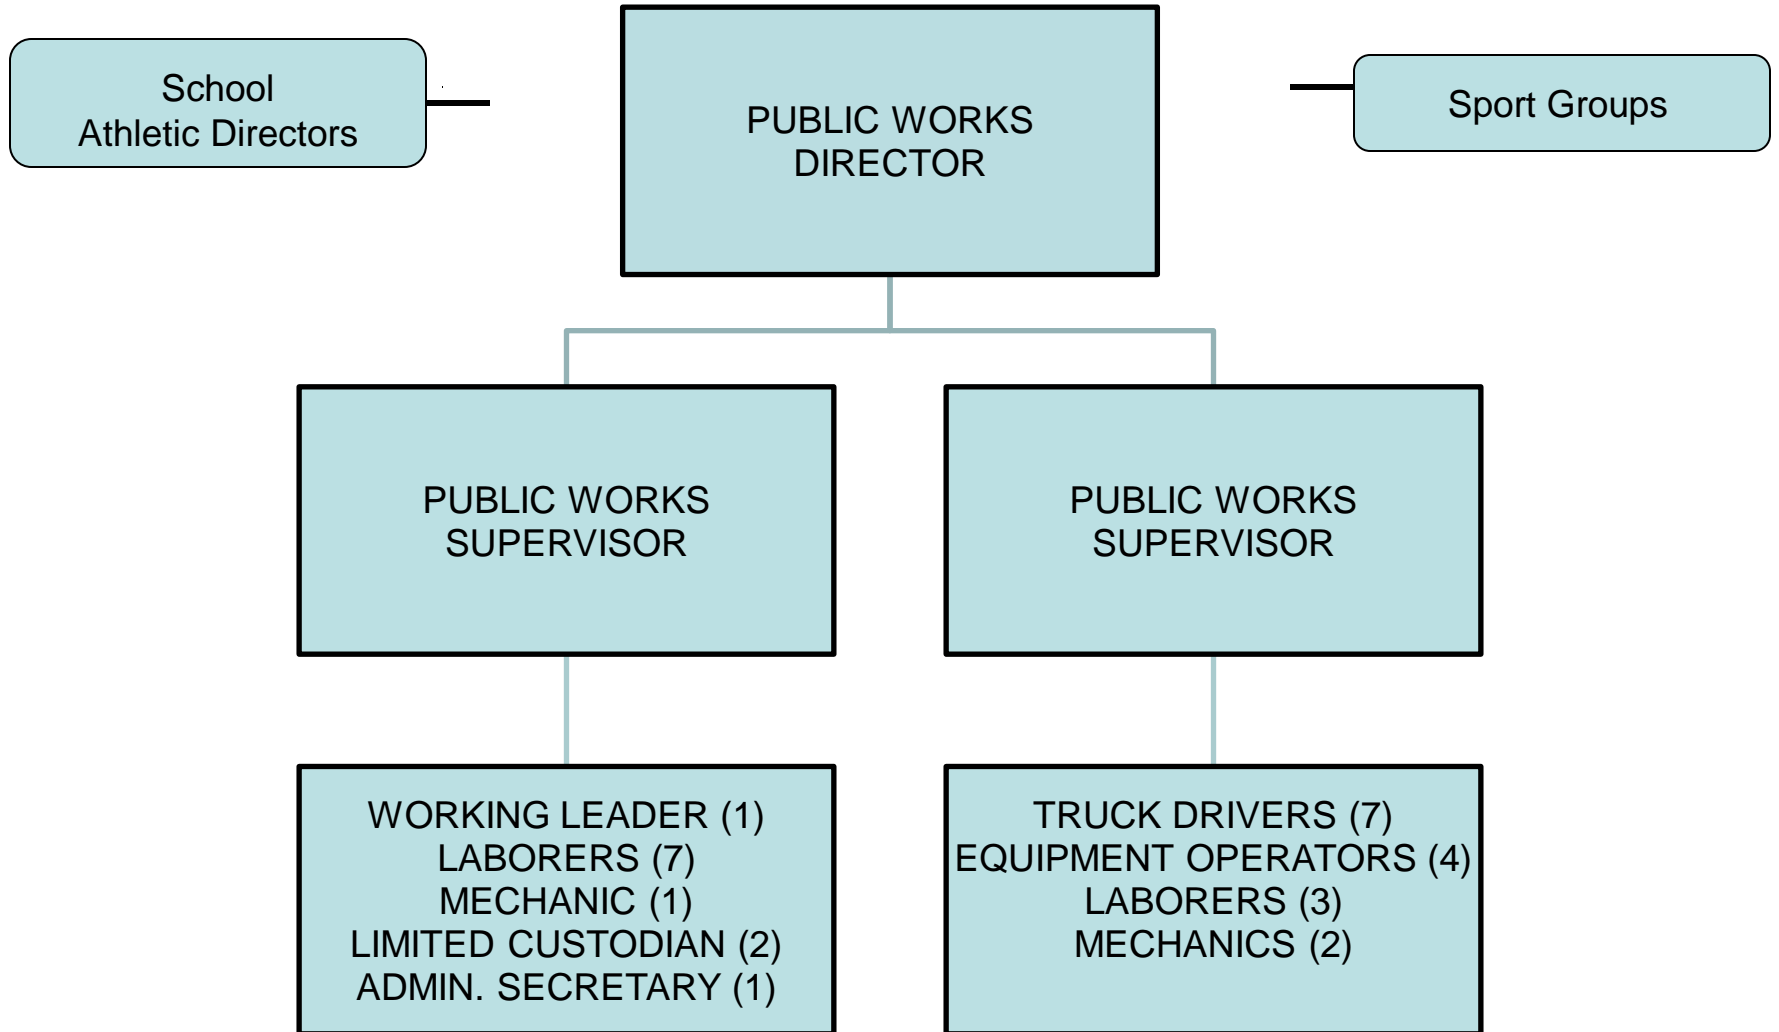 School
Athletic Directors
PUBLIC WORKS
DIRECTOR
Sport Groups
PUBLIC WORKS
SUPERVISOR
PUBLIC WORKS
SUPERVISOR
WORKING LEADER (1)
LABORERS (7)
MECHANIC (1)
LIMITED CUSTODIAN (2)
ADMIN. SECRETARY (1)
TRUCK DRIVERS (7)
EQUIPMENT OPERATORS (4)
LABORERS (3)
MECHANICS (2)